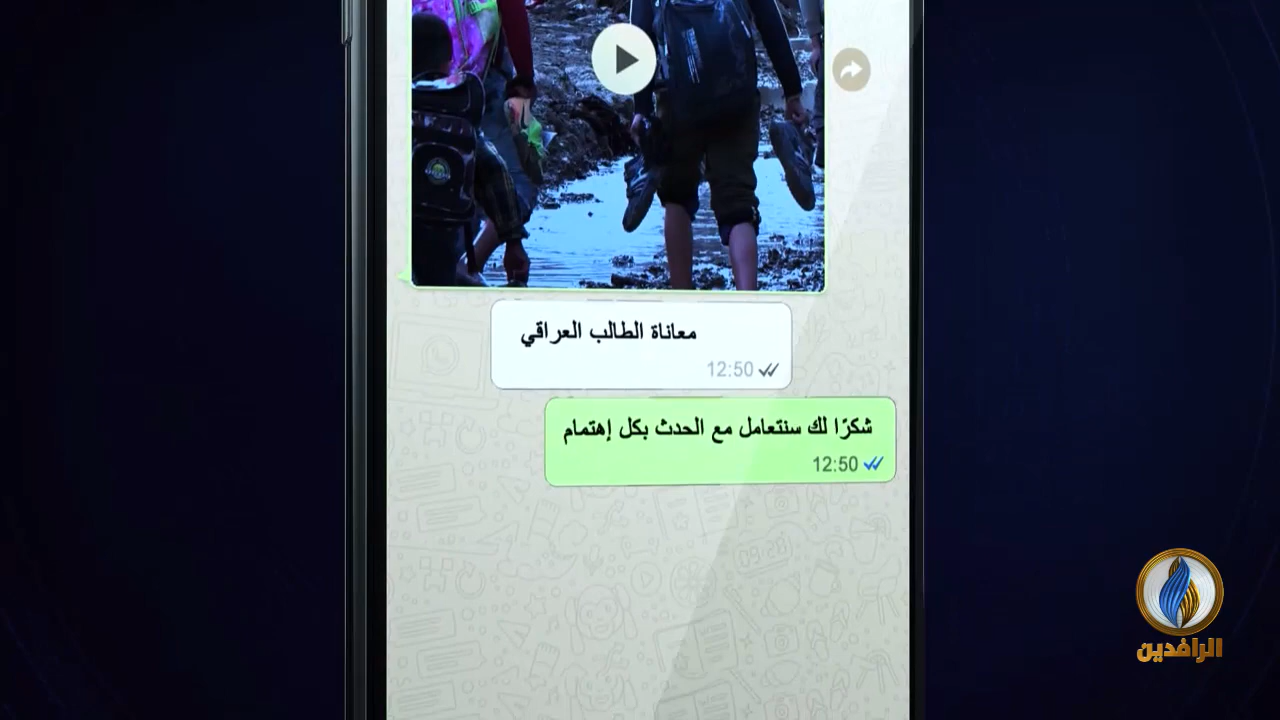 معاناة الطالب العراقي
12:50
شكرًا لك سنتعامل مع الحدث بكل إهتمام
12:50
الرافدين